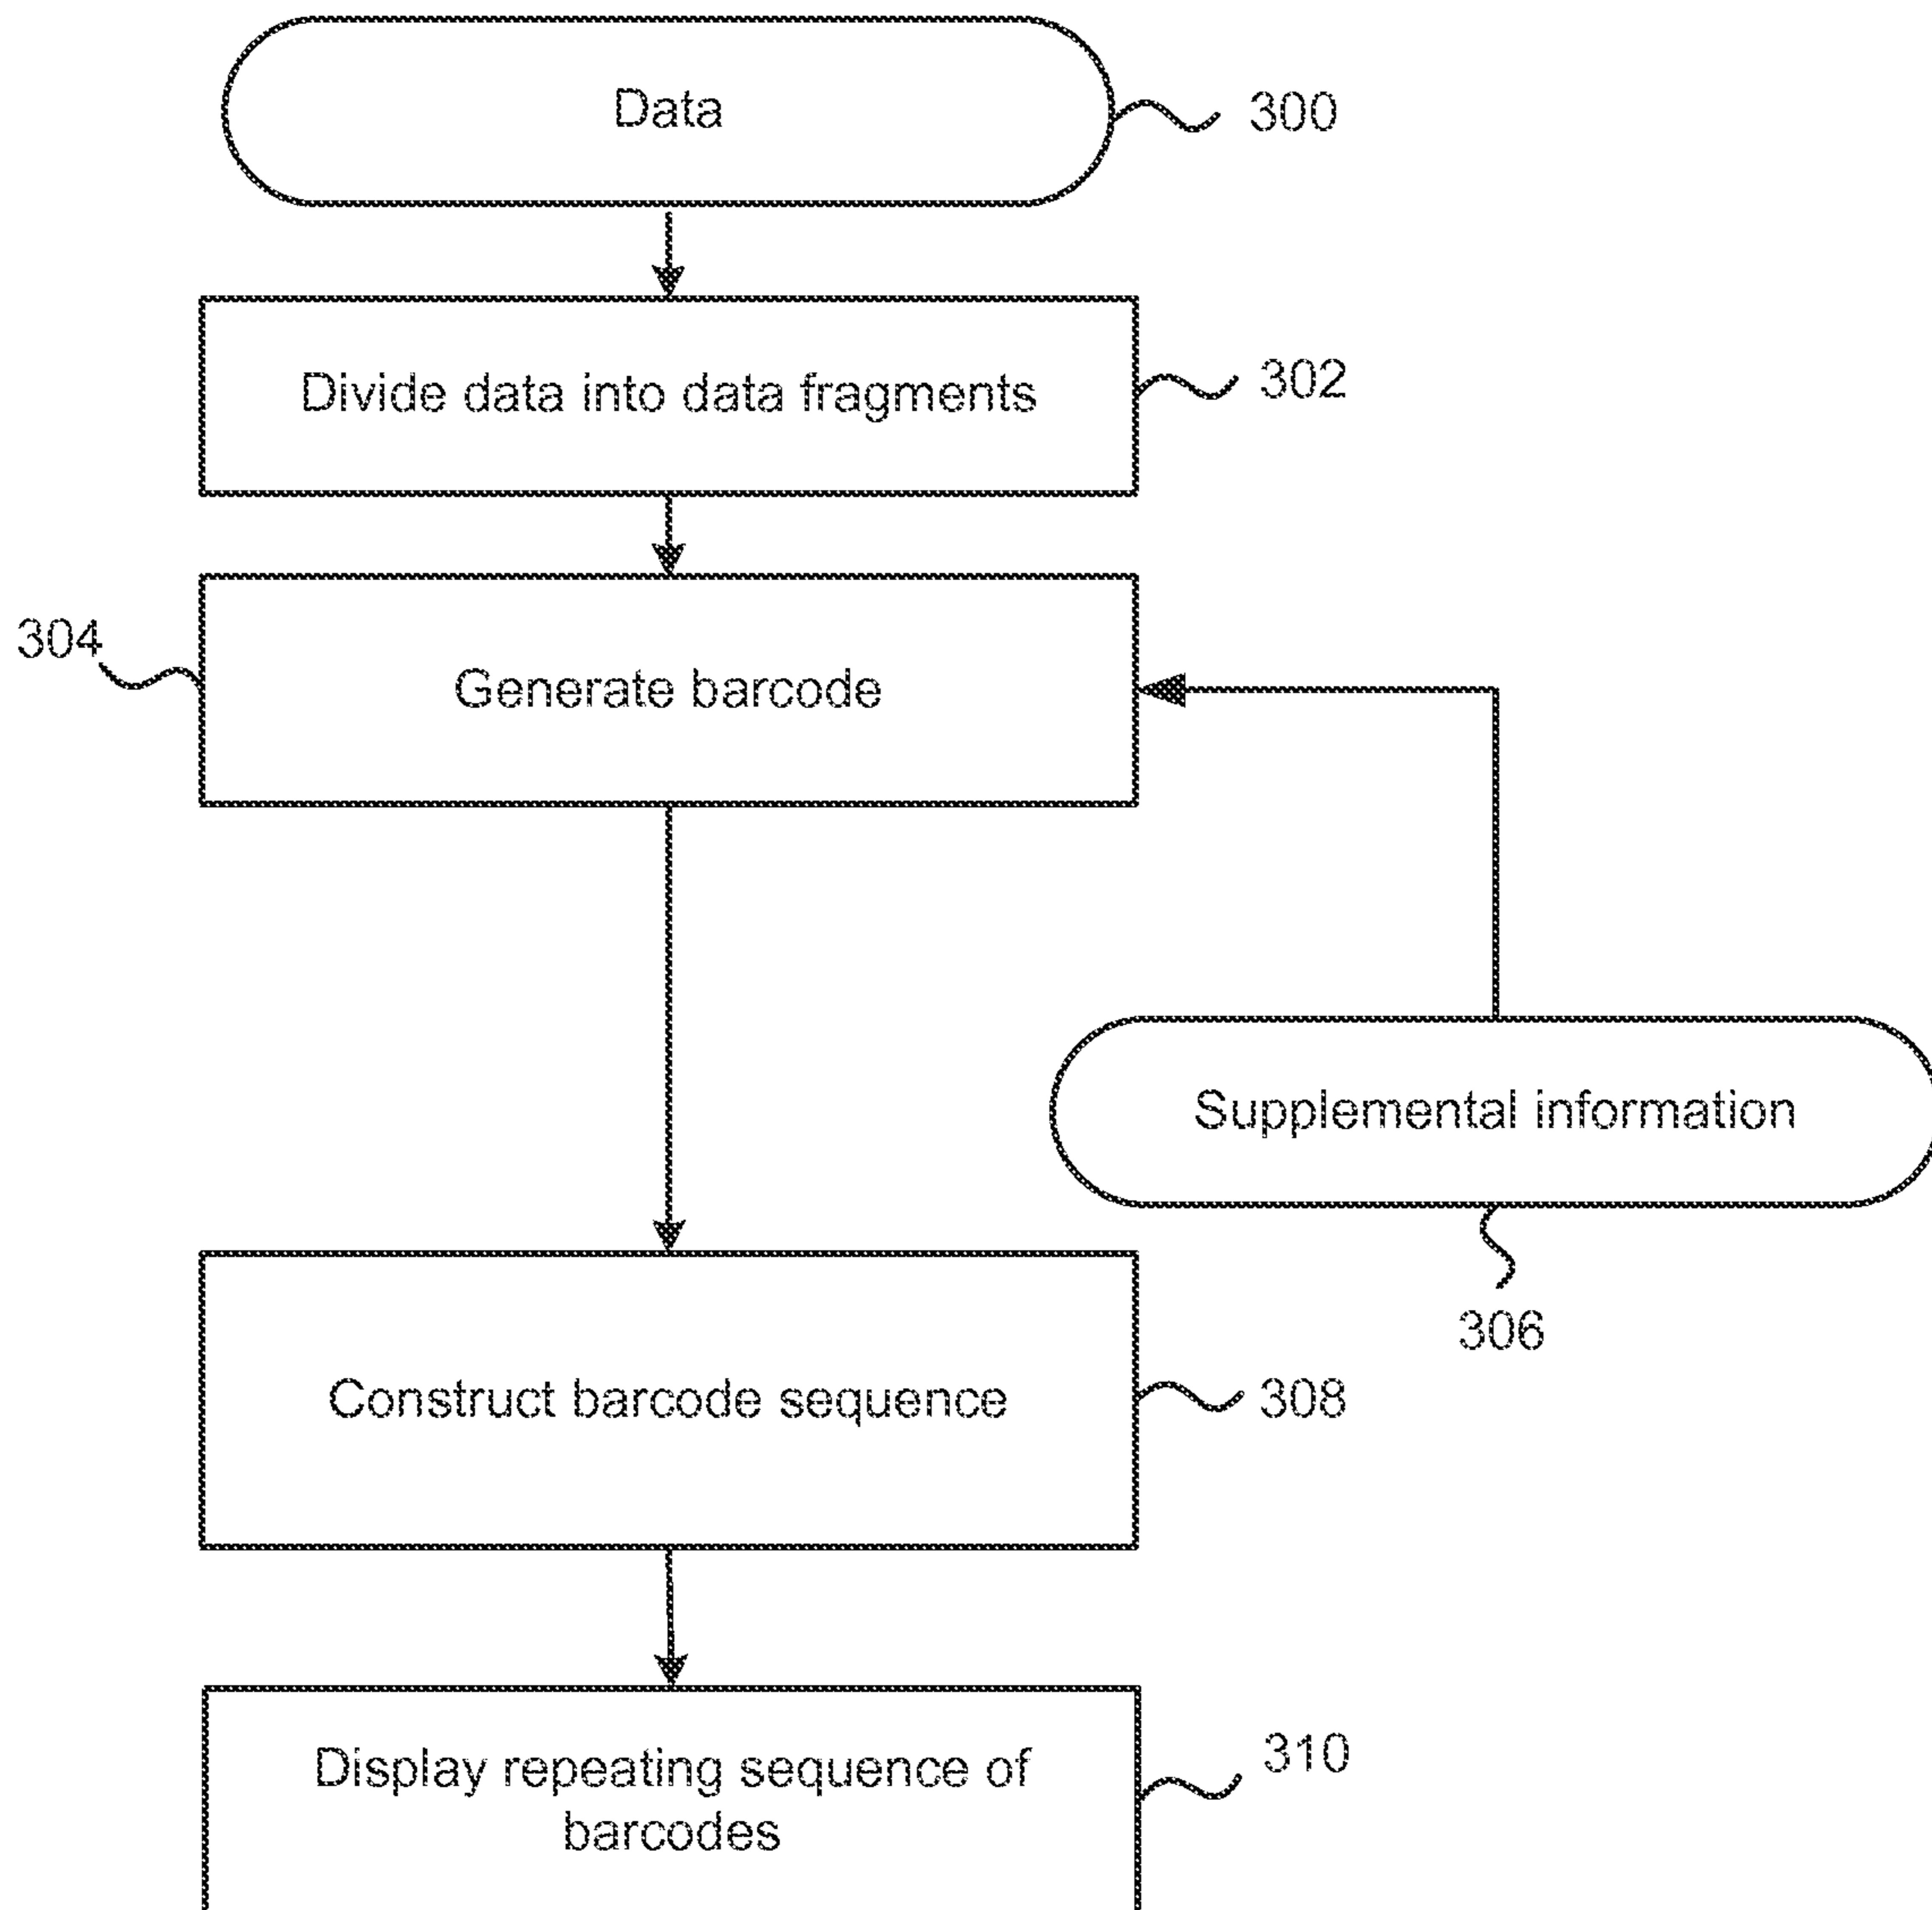 Data
300
Divide data into data fragments
302
304
Generate barcode
Supplemental information
306
Construct barcode sequence
308
Display repeating sequence of
barcodes
310